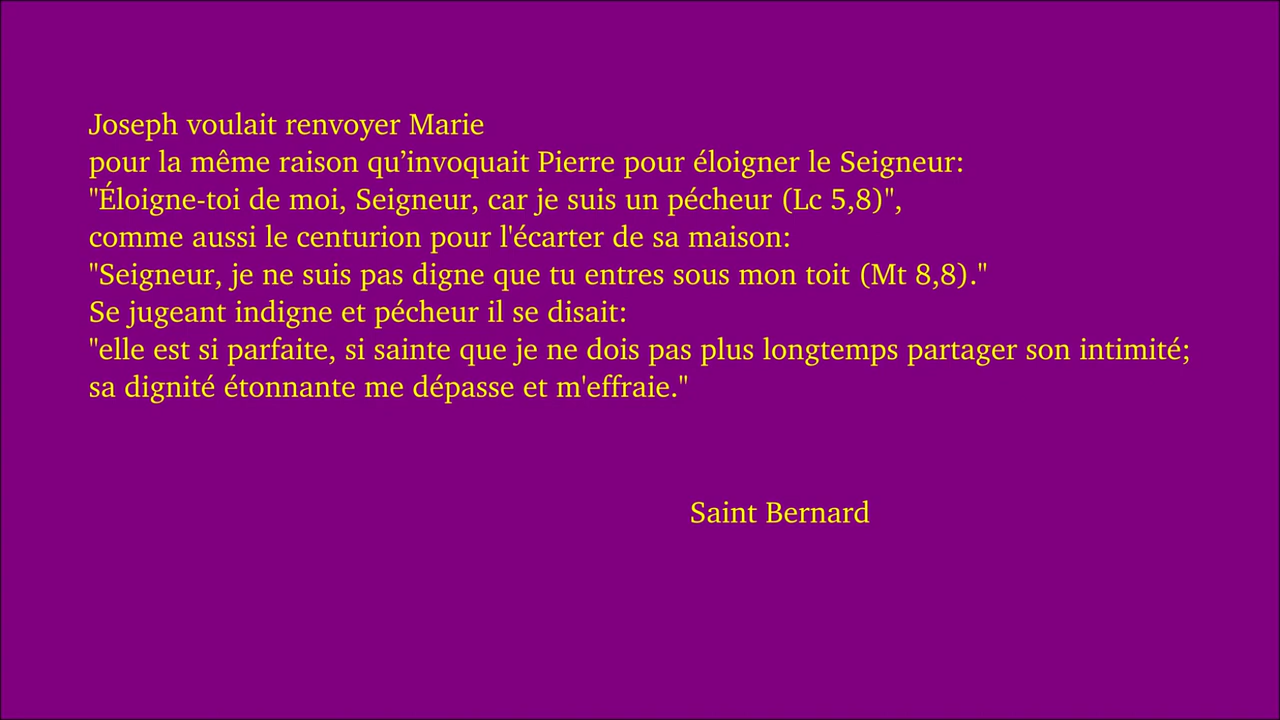 Joseph voulait renvoyer Marie
pour la même raison qu’invoquait Pierre pour éloigner le Seigneur:
"Éloigne-toi de moi, Seigneur, car je suis un pécheur (Lc 5,8)",
comme aussi le centurion pour l'écarter de sa maison:
"Seigneur, je ne suis pas digne que tu entres sous mon toit (Mt 8,8)."
Se jugeant indigne et pécheur il se disait:
"elle est si parfaite, si sainte que je ne dois pas plus longtemps partager son intimité;
sa dignité étonnante me dépasse et m'effraie."
Saint Bernard